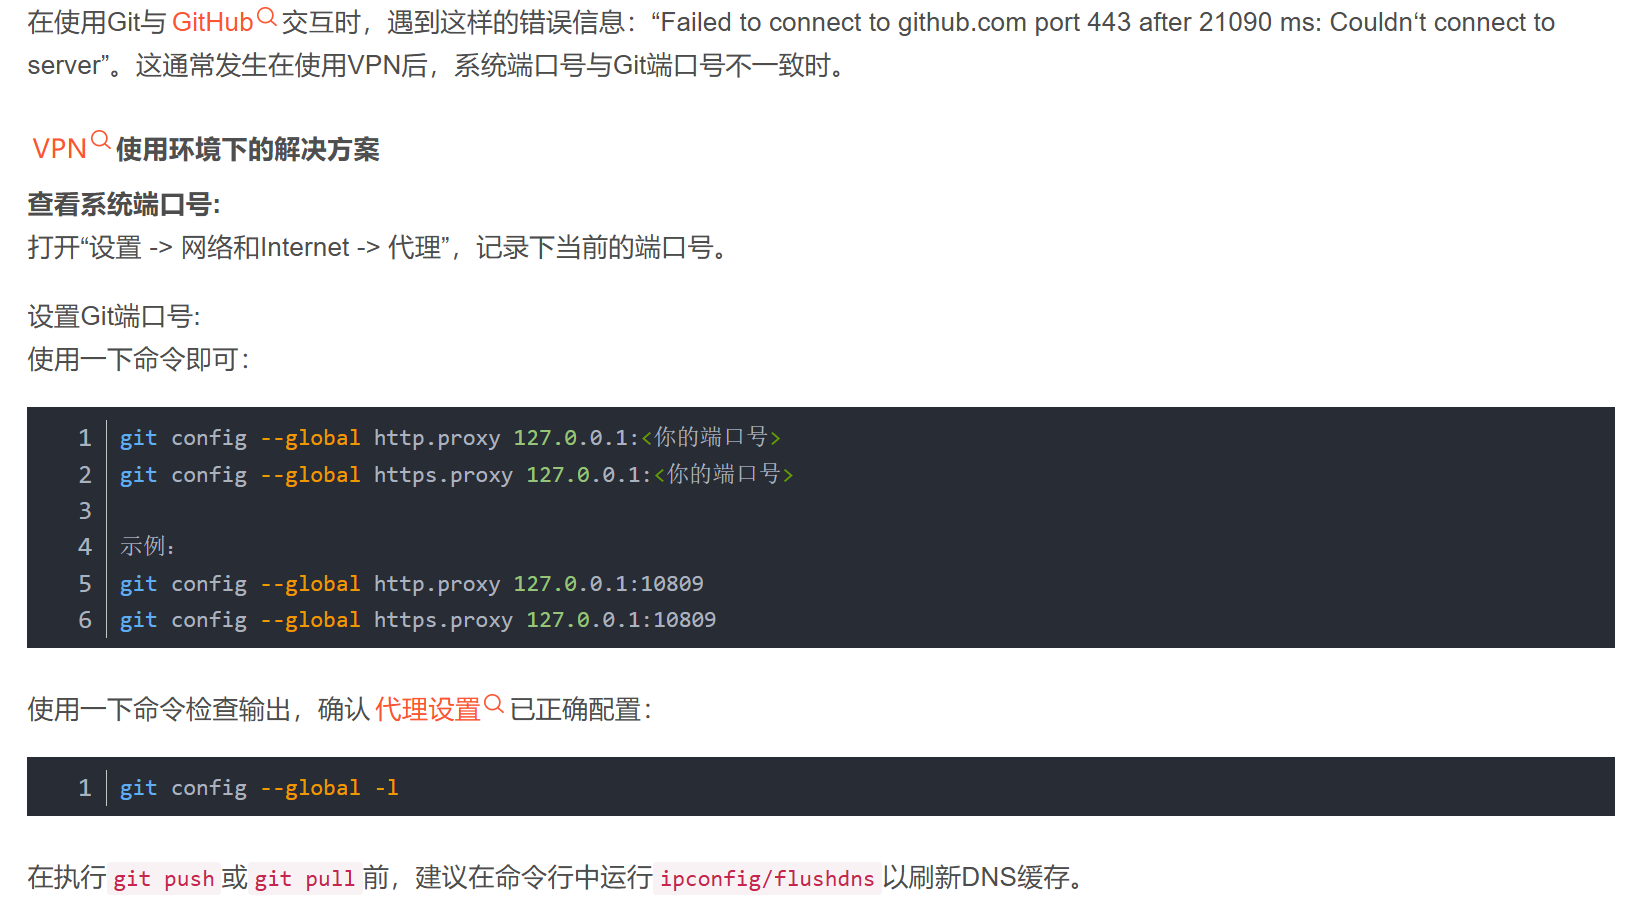 在使用Git与 GitHub 交互时，遇到这样的错误信息：“Failed to connect to github.com port 443 after 21090 ms: Couldn‘t connect to
server”。这通常发生在使用VPN后，系统端口号与Git端口号不一致时。
VPN 使用环境下的解决方案
查看系统端口号:
打开“设置 -> 网络和Internet -> 代理”，记录下当前的端口号。
设置Git端口号:
使用一下命令即可：
1 git config --global http.proxy 127.0.0.1:<你的端口号>
2 git config --global https.proxy 127.0.0.1:<你的端口号>
3
4 示例：
5 git config --global http.proxy 127.0.0.1:10809
6 git config --global https.proxy 127.0.0.1:10809
使用一下命令检查输出，确认 代理设置 已正确配置：
1 git config --global -l
在执行 git push 或 git pull 前，建议在命令行中运行 ipconfig/flushdns 以刷新DNS缓存。